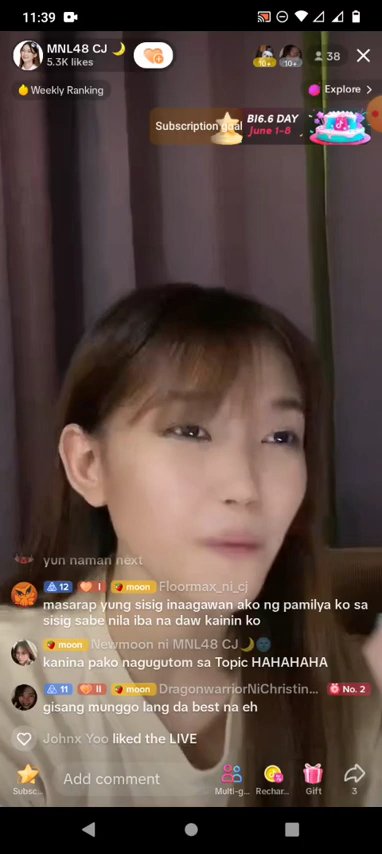 11:39
MNL48 CJ 🌙
5.3K likes
10+
10+
38
Weekly Ranking
Explore >
Subscription goal
BI6.6 DAY
June 1-8
yun naman next
12 I moon Floormax_ni_cj
masarap yung sisig inaagawan ako ng pamilya ko sa
sisig sabe nila iba na daw kainin ko
moon Newmoon ni MNL48 CJ🌙🌚
kanina pako nagugutom sa Topic HAHAHAHA
11 II moon DragonwarriorNiChristin... No. 2
gisang munggo lang da best na eh
Johnx Yoo liked the LIVE
Subsc...
Add comment
Multi-g...
Rechar...
Gift
3